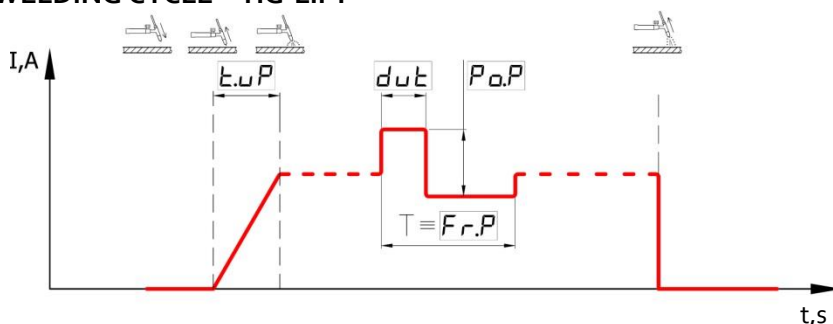 WELDING CYCLE – TIG-LIFT
I,A
t.uP
dut
Po.P
T ≡ Fr.P
t,s